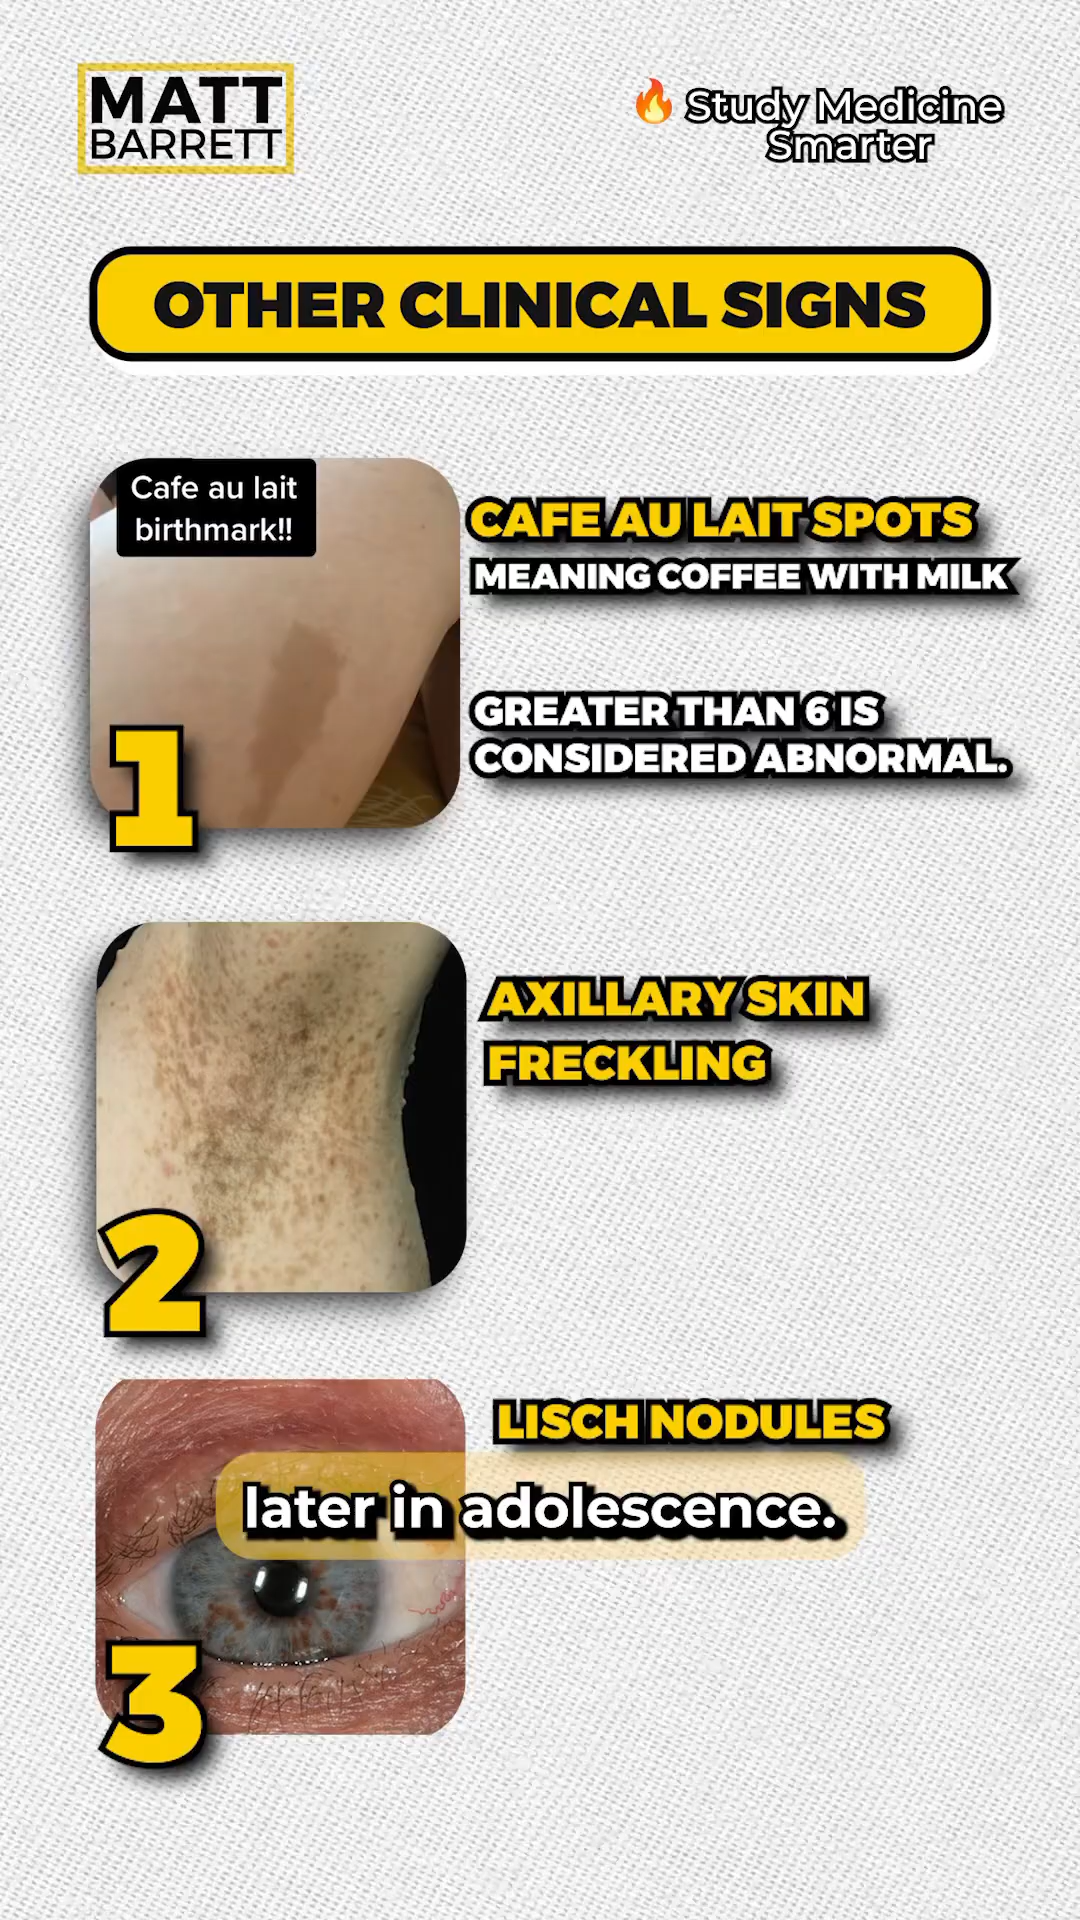 MATT
BARRETT
🔥 Study Medicine
Smarter
OTHER CLINICAL SIGNS
Cafe au lait
birthmark!!
CAFE AU LAIT SPOTS
MEANING COFFEE WITH MILK
GREATER THAN 6 IS
CONSIDERED ABNORMAL.
1
AXILLARY SKIN
FRECKLING
2
LISCH NODULES
later in adolescence.
3